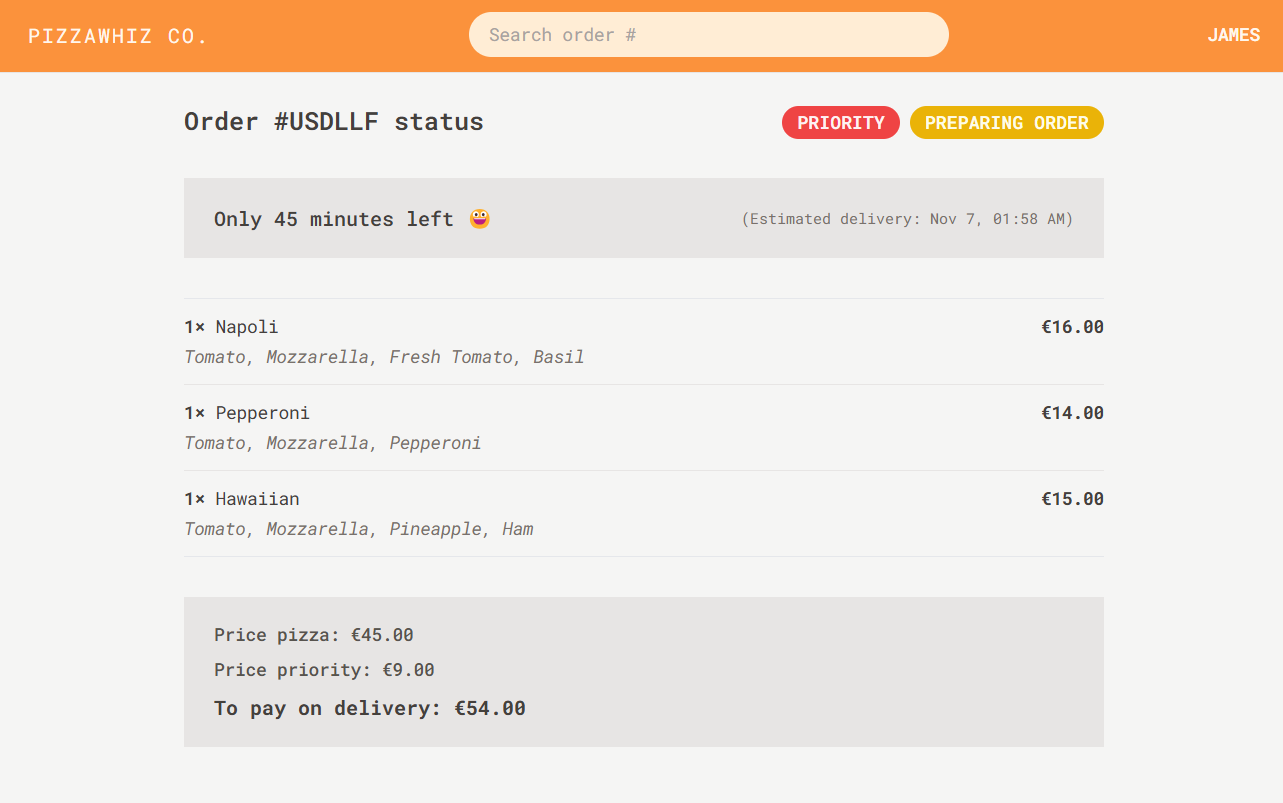 PIZZAWHIZ CO.
Search order #
JAMES
Order #USDLLF status
PRIORITY
PREPARING ORDER
Only 45 minutes left 😀
(Estimated delivery: Nov 7, 01:58 AM)
1× Napoli
€16.00
Tomato, Mozzarella, Fresh Tomato, Basil
1× Pepperoni
€14.00
Tomato, Mozzarella, Pepperoni
1× Hawaiian
€15.00
Tomato, Mozzarella, Pineapple, Ham
Price pizza: €45.00
Price priority: €9.00
To pay on delivery: €54.00